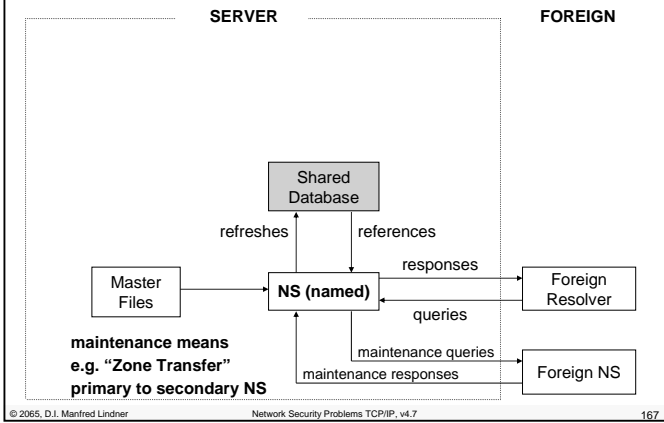 SERVER
FOREIGN
Shared
Database
refreshes
references
responses
Master
Files
NS (named)
Foreign
Resolver
queries
maintenance means
e.g. “Zone Transfer”
primary to secondary NS
maintenance queries
maintenance responses
Foreign NS
© 2065, D.I. Manfred Lindner
Network Security Problems TCP/IP, v4.7
167